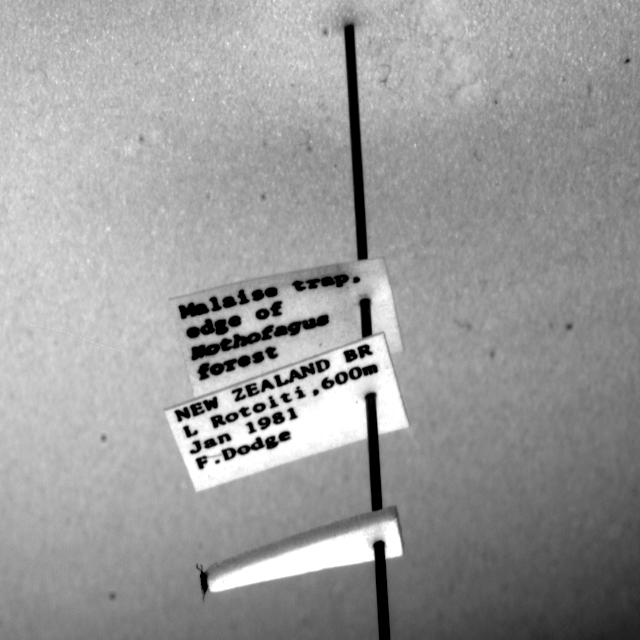 Malaise trap.
edge of
Nothofagus
forest
NEW ZEALAND BR
L. Rotoiti.600m
Jan 1981
F.Dodge